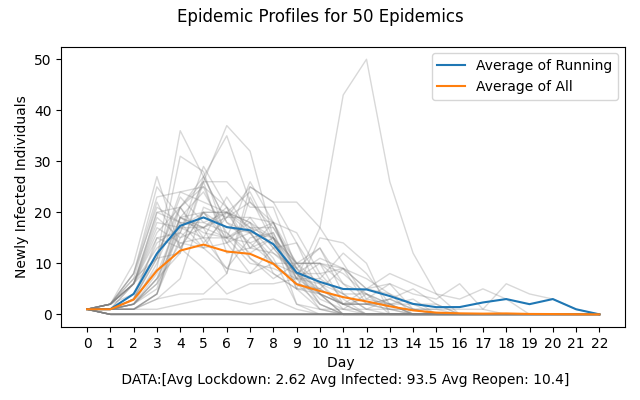 Epidemic Profiles for 50 Epidemics
50
40
30
20
10
0
Newly Infected Individuals
Average of Running
Average of All
0 1 2 3 4 5 6 7 8 9 10 11 12 13 14 15 16 17 18 19 20 21 22
Day
DATA:[Avg Lockdown: 2.62 Avg Infected: 93.5 Avg Reopen: 10.4]